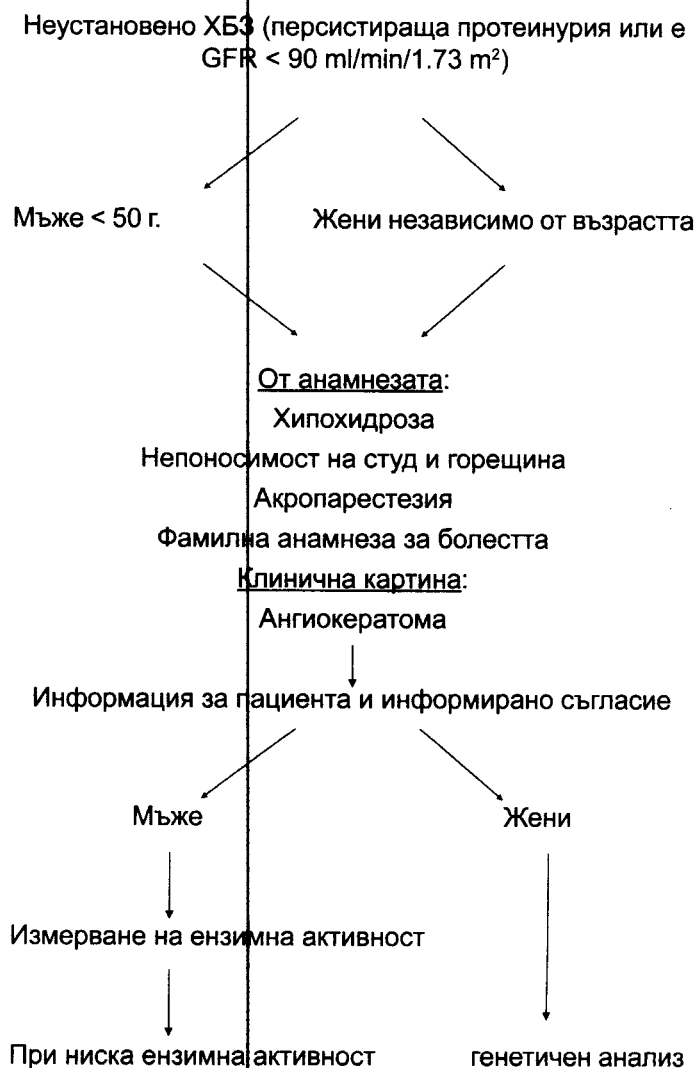 Неустановено ХБЗ (персистираща протеинурия или е
GFR < 90 ml/min/1.73 m²)
Мъже < 50 г.
Жени независимо от възрастта
От анамнезата:
Хипохидроза
Непоносимост на студ и горещина
Акропарестезия
Фамилна анамнеза за болестта
Клинична картина:
Ангиокератома
Информация за пациента и информирано съгласие
Мъже
Жени
Измерване на ензимна активност
При ниска ензимна активност
генетичен анализ